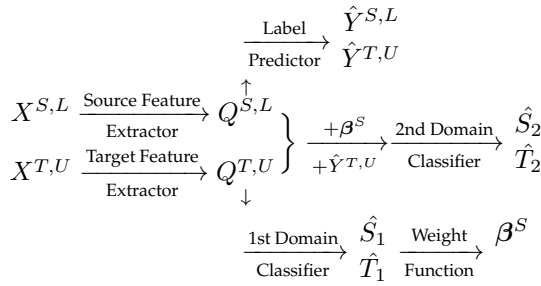 Label Predictor Ŷ^{S,L} Ŷ^{T,U}
↑
X^{S,L} Source Feature Extractor Q^{S,L}
X^{T,U} Target Feature Extractor Q^{T,U} } +β^S +Ŷ^{T,U} 2nd Domain Classifier Ŝ_2 T̂_2
↓
1st Domain Classifier Ŝ_1 T̂_1 Weight Function β^S